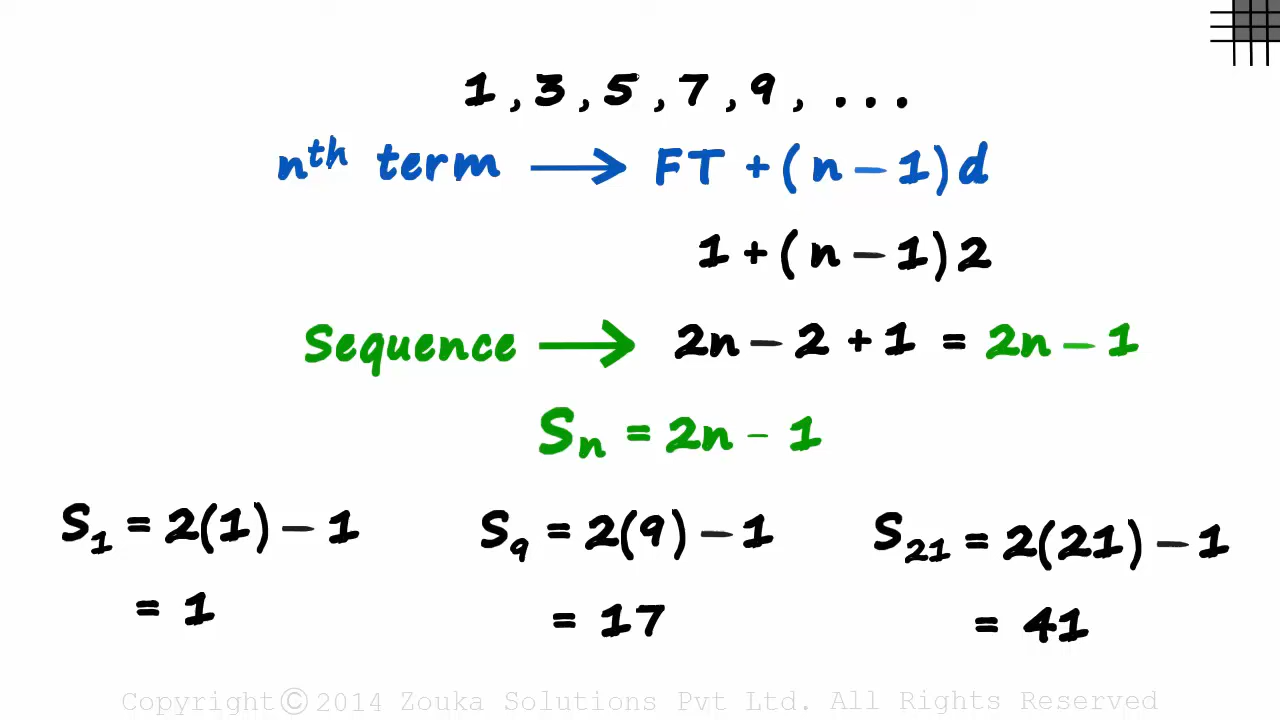 1, 3, 5, 7, 9, ...
nth term → FT + (n – 1)d
1 + (n – 1)2
Sequence → 2n – 2 + 1 = 2n – 1
Sn = 2n - 1
S1 = 2(1) – 1
= 1
S9 = 2(9) – 1
= 17
S21 = 2(21) – 1
= 41
Copyright© 2014 Zouka Solutions Pvt Ltd. All Rights Reserved